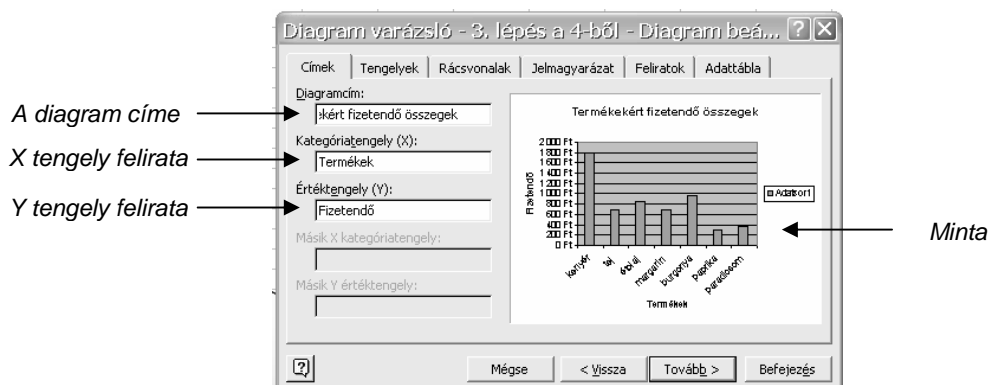 Diagram varázsló - 3. lépés a 4-ből - Diagram beá...
Címek Tengelyek Rácsvonalak Jelmagyarázat Feliratok Adattábla
A diagram címe
X tengely felirata
Y tengely felirata
Diagramcím:
ekért fizetendő összegek
Kategóriatengely (X):
Termékek
Értéktengely (Y):
Fizetendő
Másik X kategóriatengely:
Másik Y értéktengely:
Termékekért fizetendő összegek
Fizetendő
2 000 Ft
1 800 Ft
1 600 Ft
1 400 Ft
1 200 Ft
1 000 Ft
800 Ft
600 Ft
400 Ft
200 Ft
0 Ft
kenyér
tej
étolaj
margarin
burgonya
paprika
paradicsom
Termékek
Adatsor1
Minta
Mégse
< Vissza
Tovább >
Befejezés